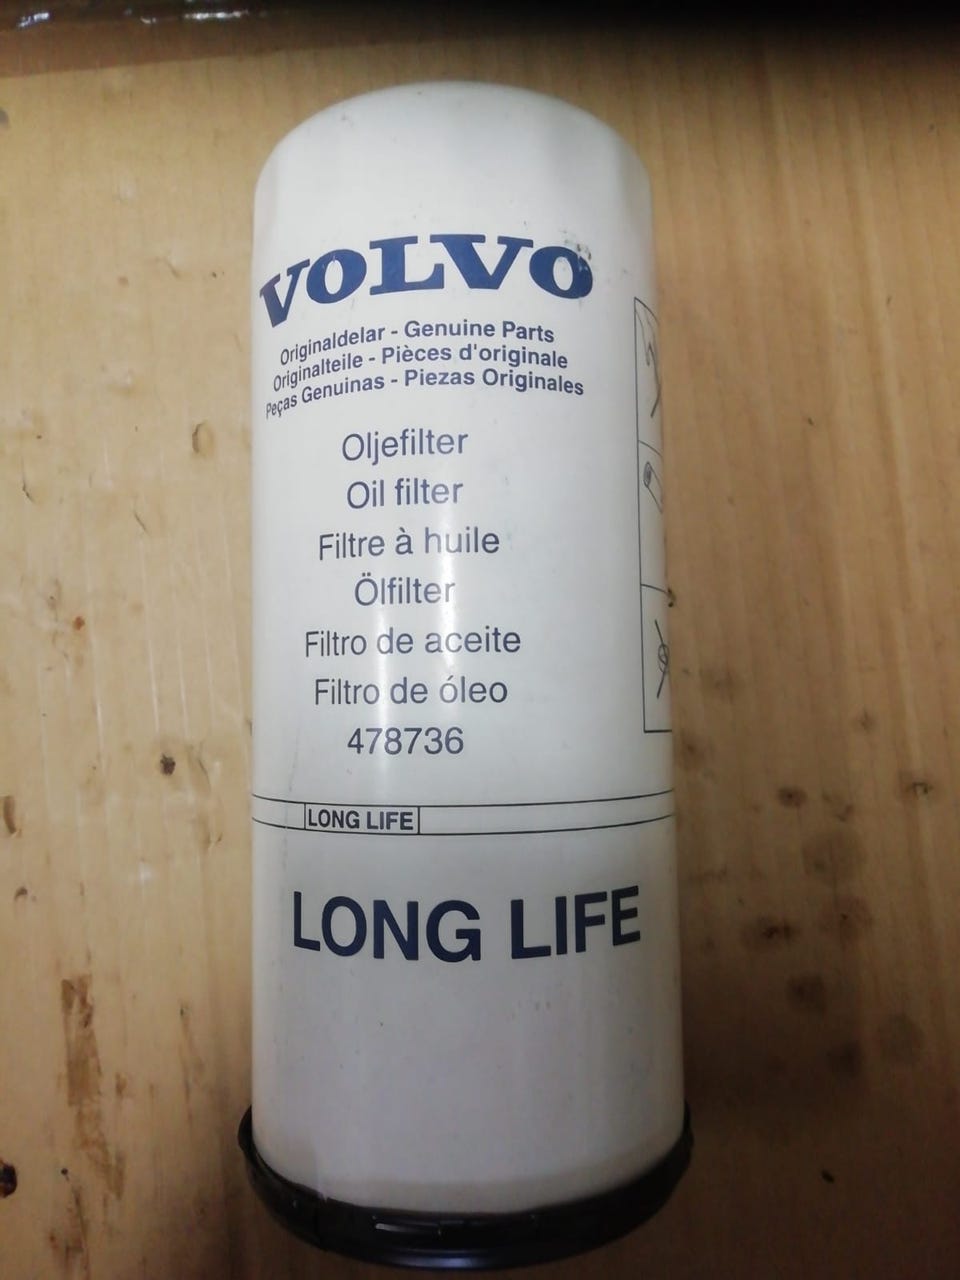 VOLVO
Originaldelar - Genuine Parts
Originalteile - Pièces d'originale
Peças Genuinas - Piezas Originales
Oljefilter
Oil filter
Filtre à huile
Ölfilter
Filtro de aceite
Filtro de óleo
478736
LONG LIFE
LONG LIFE